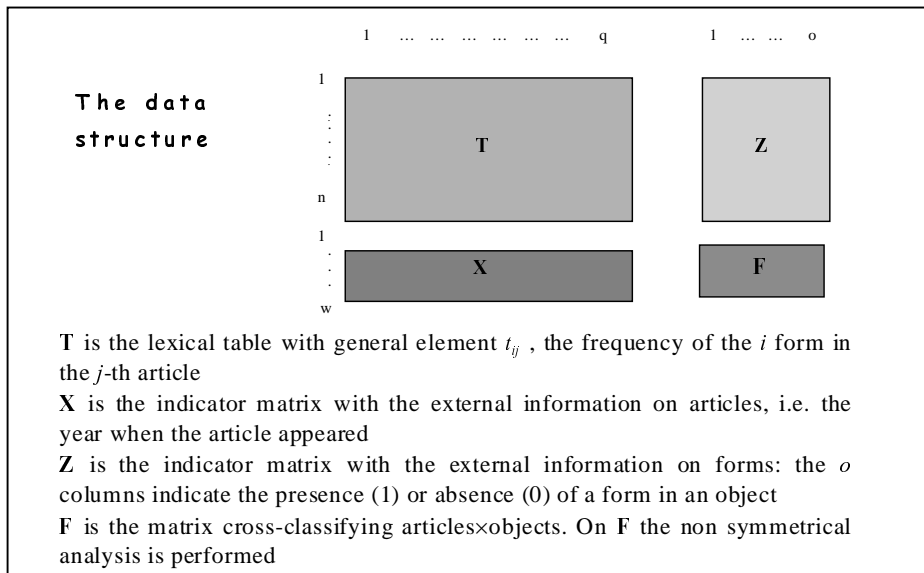 1 ... ... ... ... ... ... q 1 ... ... o
The data
structure
1
n
T
Z
1
w
X
F
T is the lexical table with general element t_ij , the frequency of the i form in
the j-th article
X is the indicator matrix with the external information on articles, i.e. the
year when the article appeared
Z is the indicator matrix with the external information on forms: the o
columns indicate the presence (1) or absence (0) of a form in an object
F is the matrix cross-classifying articles×objects. On F the non symmetrical
analysis is performed